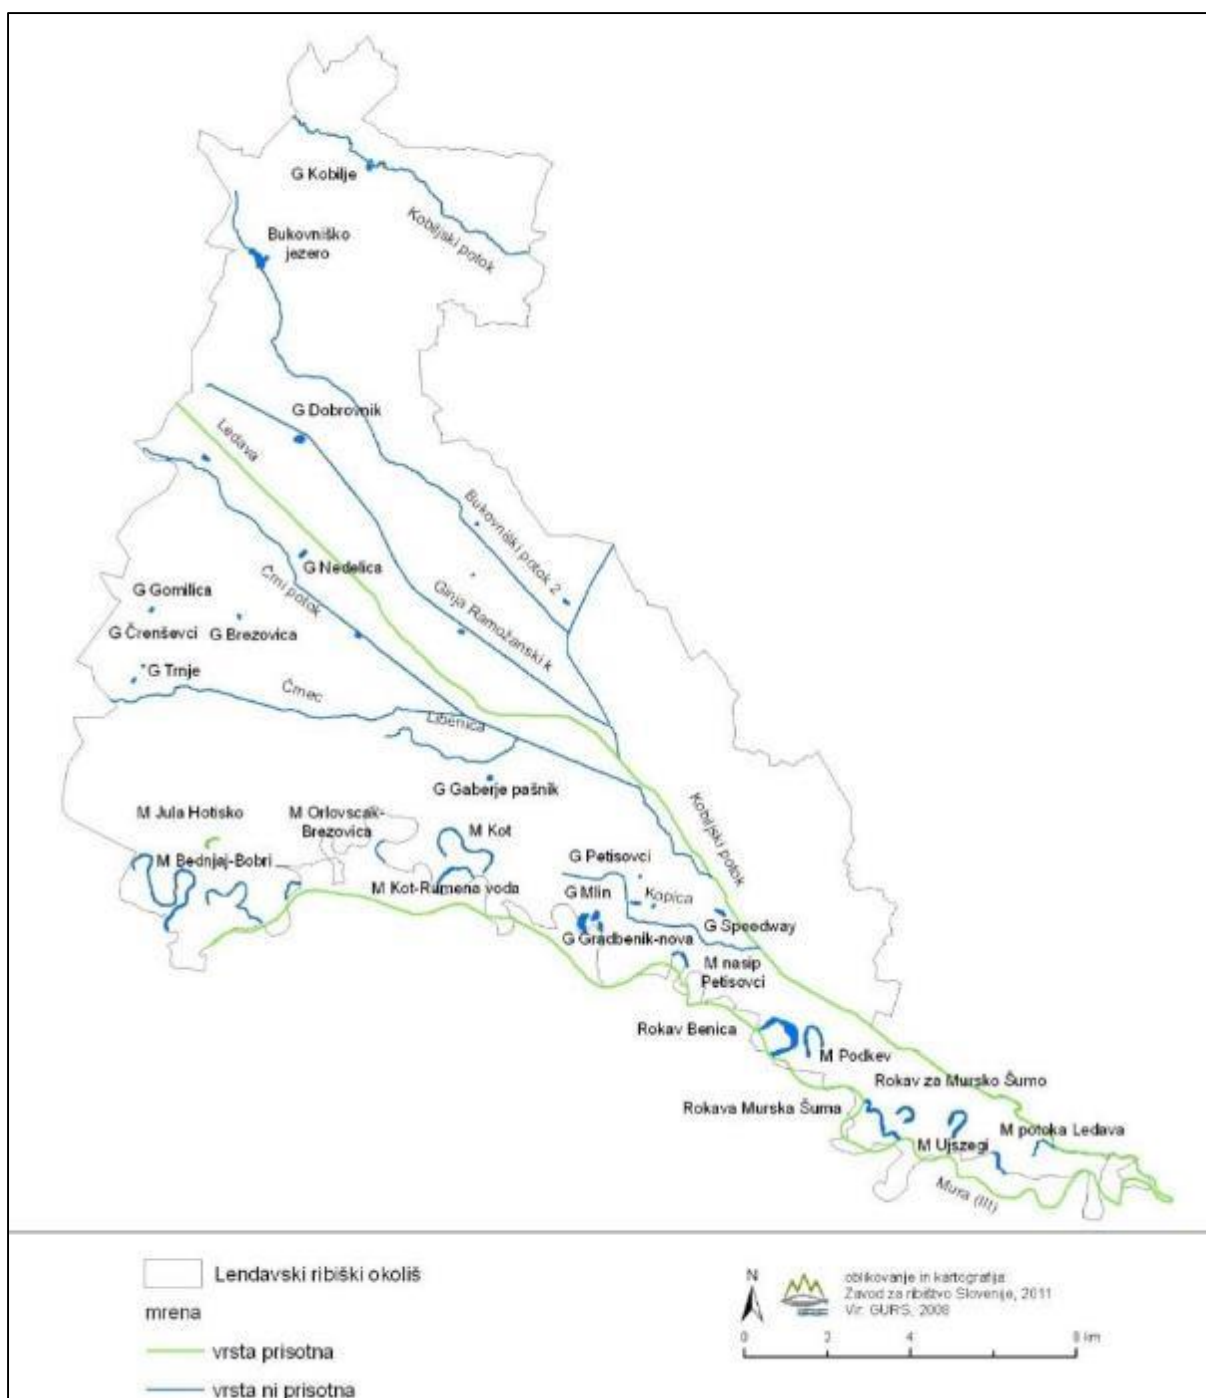 G Kobilje
Kobiljski potok
Bukovniško
jezero
G Dobrovnik
Ledava
Bukovniški potok 2
G Nedelica
Črni potok
Ginja Ramožanski k
G Gomilica
G Črenševci
G Brezovica
G Trnje
Črnec
Libenica
G Gaberje pašnik
Kobiljski potok
M Jula Hotisko
M Orlovscak-
Brezovica
M Kot
M Bednjaj-Bobri
M Kot-Rumena voda
G Petisovci
G Mlin
Kopica
G Speedway
G Gradbenik-nova
M nasip
Petisovci
Rokav Benica
M Podkev
Rokav za Mursko Šumo
Rokava Murska Šuma
M potoka Ledava
M Ujszegi
Mura (III)
Lendavski ribiški okoliš
mrena
vrsta prisotna
vrsta ni prisotna
N
oblikovanje in kartografija
Zavod za ribištvo Slovenije, 2011
Vir: GURS, 2008
0 2 4 8 km